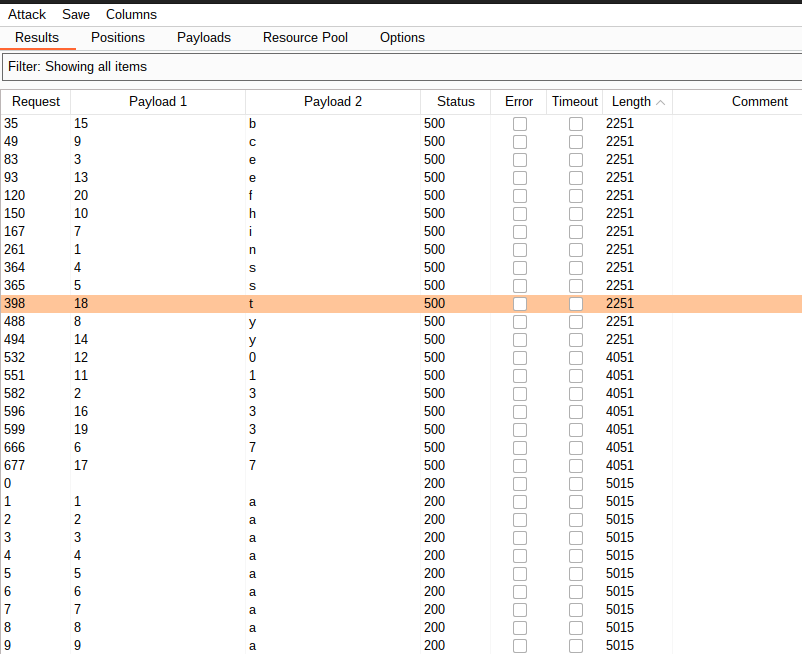 Attack Save Columns
Results Positions Payloads Resource Pool Options
Filter: Showing all items
Request Payload 1 Payload 2 Status Error Timeout Length Comment
35 15 b 500 2251
49 9 c 500 2251
83 3 e 500 2251
93 13 e 500 2251
120 20 f 500 2251
150 10 h 500 2251
167 7 i 500 2251
261 1 n 500 2251
364 4 s 500 2251
365 5 s 500 2251
398 18 t 500 2251
488 8 y 500 2251
494 14 y 500 2251
532 12 0 500 4051
551 11 1 500 4051
582 2 3 500 4051
596 16 3 500 4051
599 19 3 500 4051
666 6 7 500 4051
677 17 7 500 4051
0 200 5015
1 1 a 200 5015
2 2 a 200 5015
3 3 a 200 5015
4 4 a 200 5015
5 5 a 200 5015
6 6 a 200 5015
7 7 a 200 5015
8 8 a 200 5015
9 9 a 200 5015